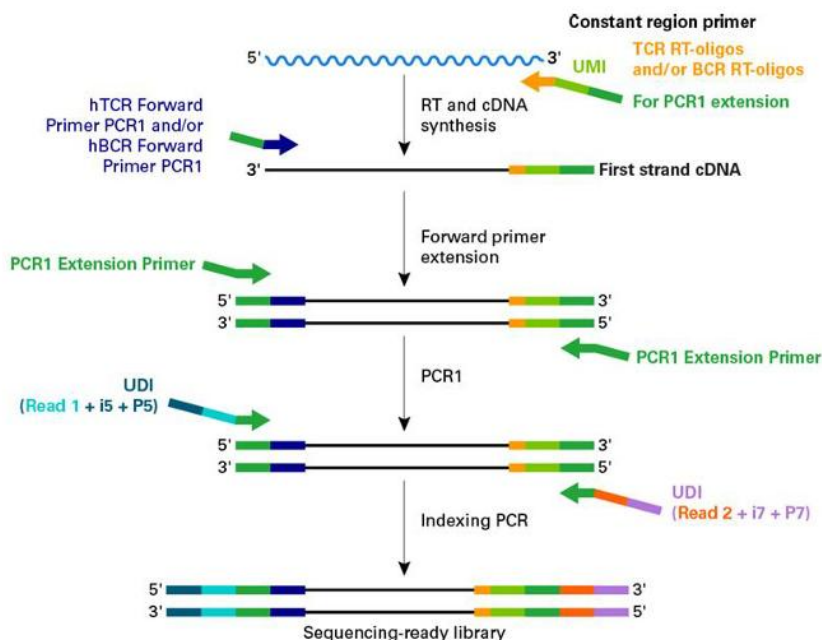 Constant region primer
5' 3'
UMI
TCR RT-oligos
and/or BCR RT-oligos
For PCR1 extension
hTCR Forward
Primer PCR1 and/or
hBCR Forward
Primer PCR1
RT and cDNA
synthesis
3' First strand cDNA
Forward primer
extension
PCR1 Extension Primer
5' 3'
3' 5'
PCR1 Extension Primer
PCR1
UDI
(Read 1 + i5 + P5)
5' 3'
3' 5'
UDI
(Read 2 + i7 + P7)
Indexing PCR
5' 3'
3' 5'
Sequencing-ready library